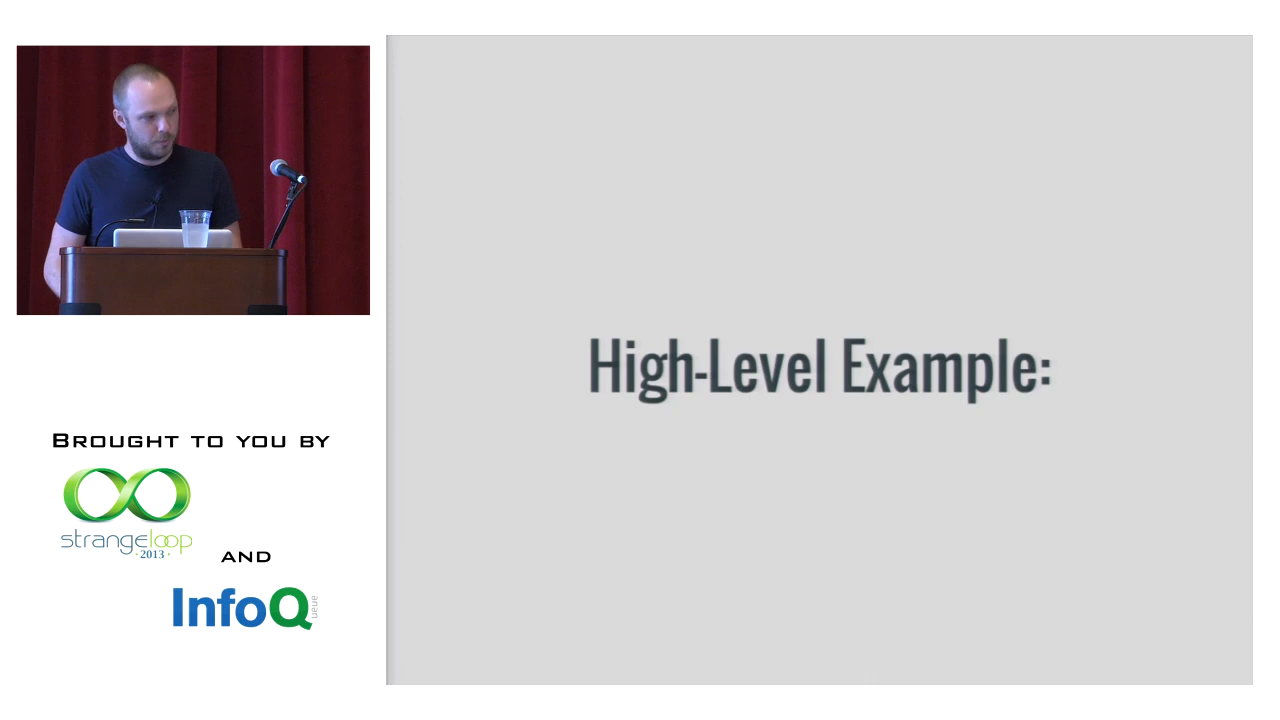 High-Level Example:
BROUGHT TO YOU BY
strangeloop
· 2013 ·
AND
InfoQ